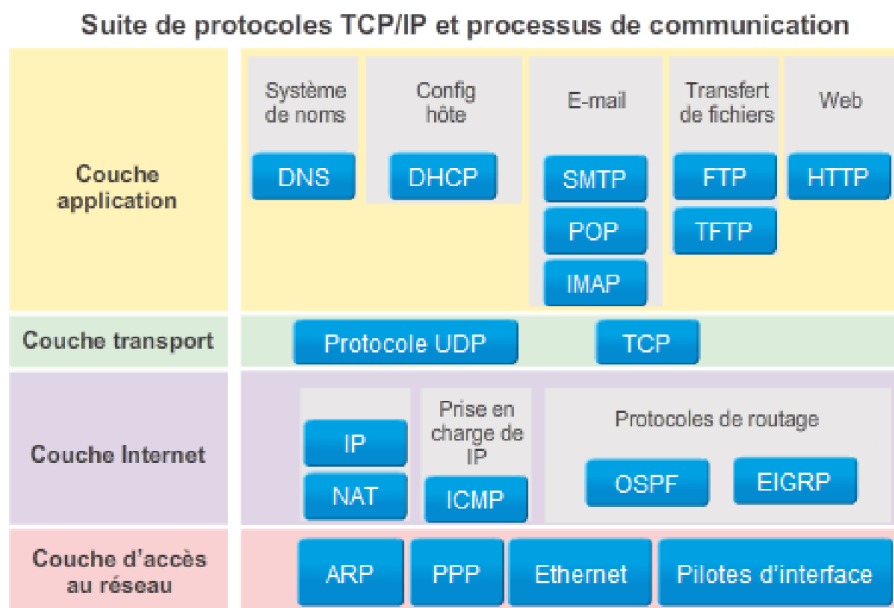 Suite de protocoles TCP/IP et processus de communication
Couche
application
Système
de noms
DNS
Config
hôte
DHCP
E-mail
SMTP
POP
IMAP
Transfert
de fichiers
FTP
TFTP
Web
HTTP
Couche transport
Protocole UDP
TCP
Couche Internet
IP
NAT
Prise en
charge de
IP
ICMP
Protocoles de routage
OSPF
EIGRP
Couche d'accès
au réseau
ARP
PPP
Ethernet
Pilotes d'interface